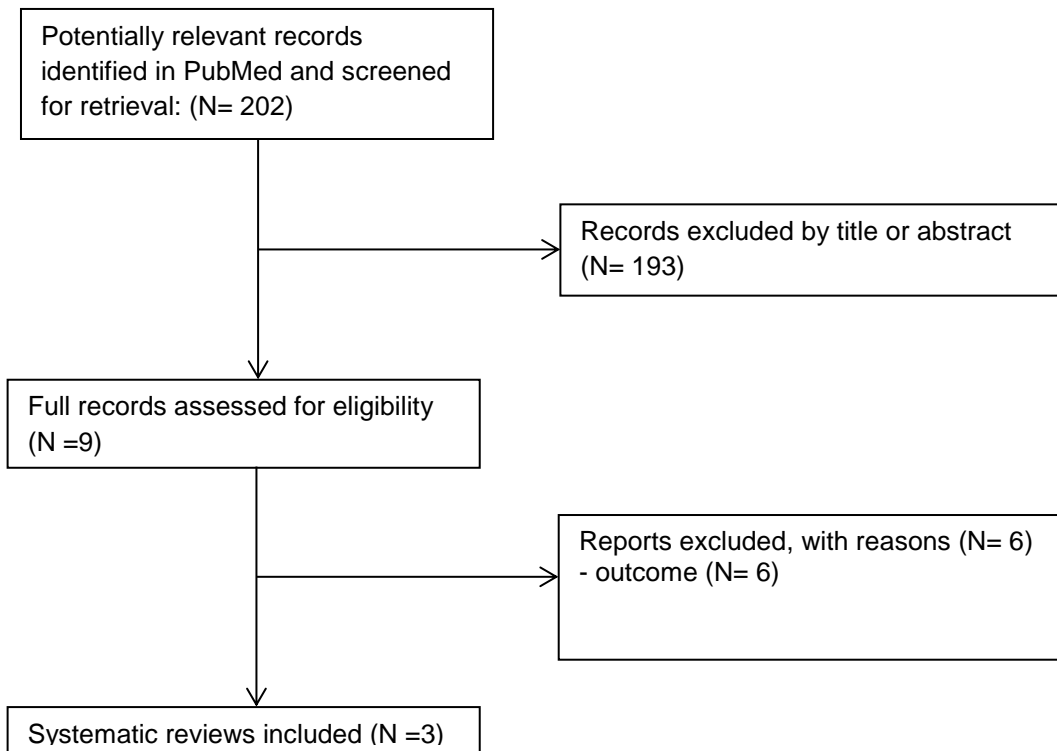 Potentially relevant records
identified in PubMed and screened
for retrieval: (N= 202)
Records excluded by title or abstract
(N= 193)
Full records assessed for eligibility
(N =9)
Reports excluded, with reasons (N= 6)
- outcome (N= 6)
Systematic reviews included (N =3)